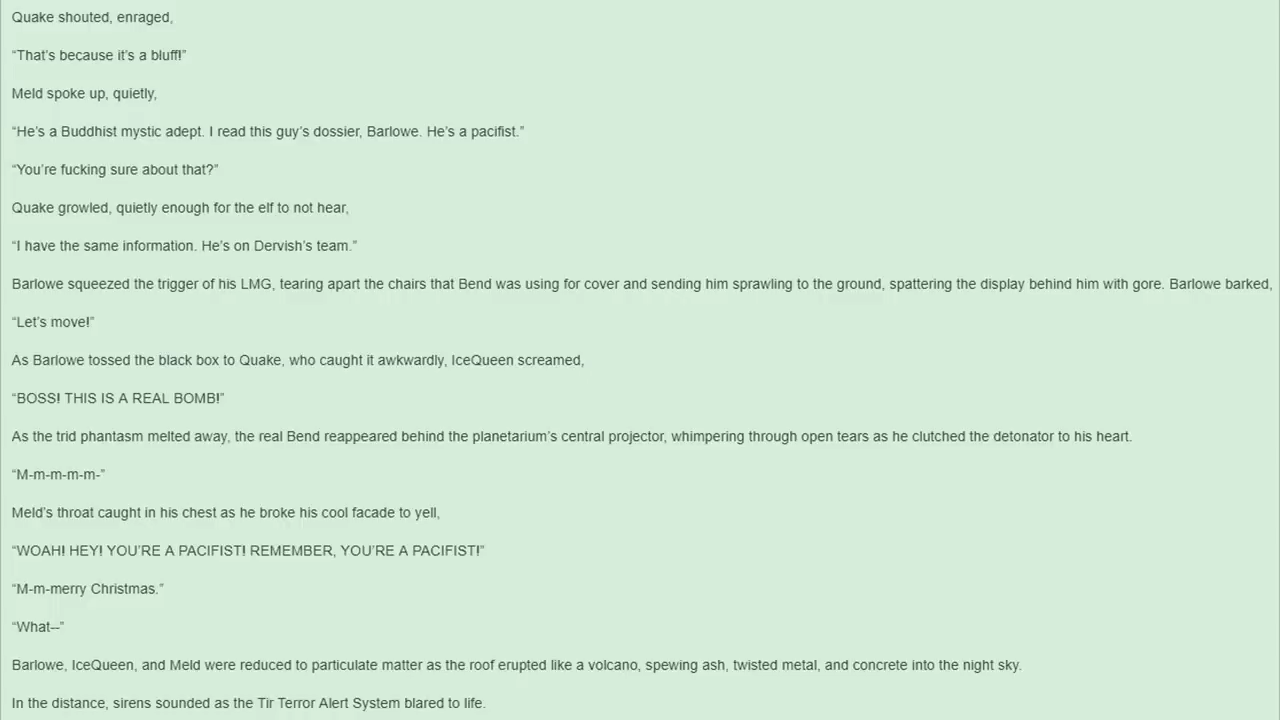 Quake shouted, enraged,
“That’s because it’s a bluff!”
Meld spoke up, quietly,
“He’s a Buddhist mystic adept. I read this guy’s dossier, Barlowe. He’s a pacifist.”
“You’re fucking sure about that?”
Quake growled, quietly enough for the elf to not hear,
“I have the same information. He’s on Dervish’s team.”
Barlowe squeezed the trigger of his LMG, tearing apart the chairs that Bend was using for cover and sending him sprawling to the ground, spattering the display behind him with gore. Barlowe barked,
“Let’s move!”
As Barlowe tossed the black box to Quake, who caught it awkwardly, IceQueen screamed,
“BOSS! THIS IS A REAL BOMB!”
As the trid phantasm melted away, the real Bend reappeared behind the planetarium’s central projector, whimpering through open tears as he clutched the detonator to his heart.
“M-m-m-m-m-”
Meld’s throat caught in his chest as he broke his cool facade to yell,
“WOAH! HEY! YOU’RE A PACIFIST! REMEMBER, YOU’RE A PACIFIST!”
“M-m-merry Christmas.”
“What--”
Barlowe, IceQueen, and Meld were reduced to particulate matter as the roof erupted like a volcano, spewing ash, twisted metal, and concrete into the night sky.
In the distance, sirens sounded as the Tir Terror Alert System blared to life.